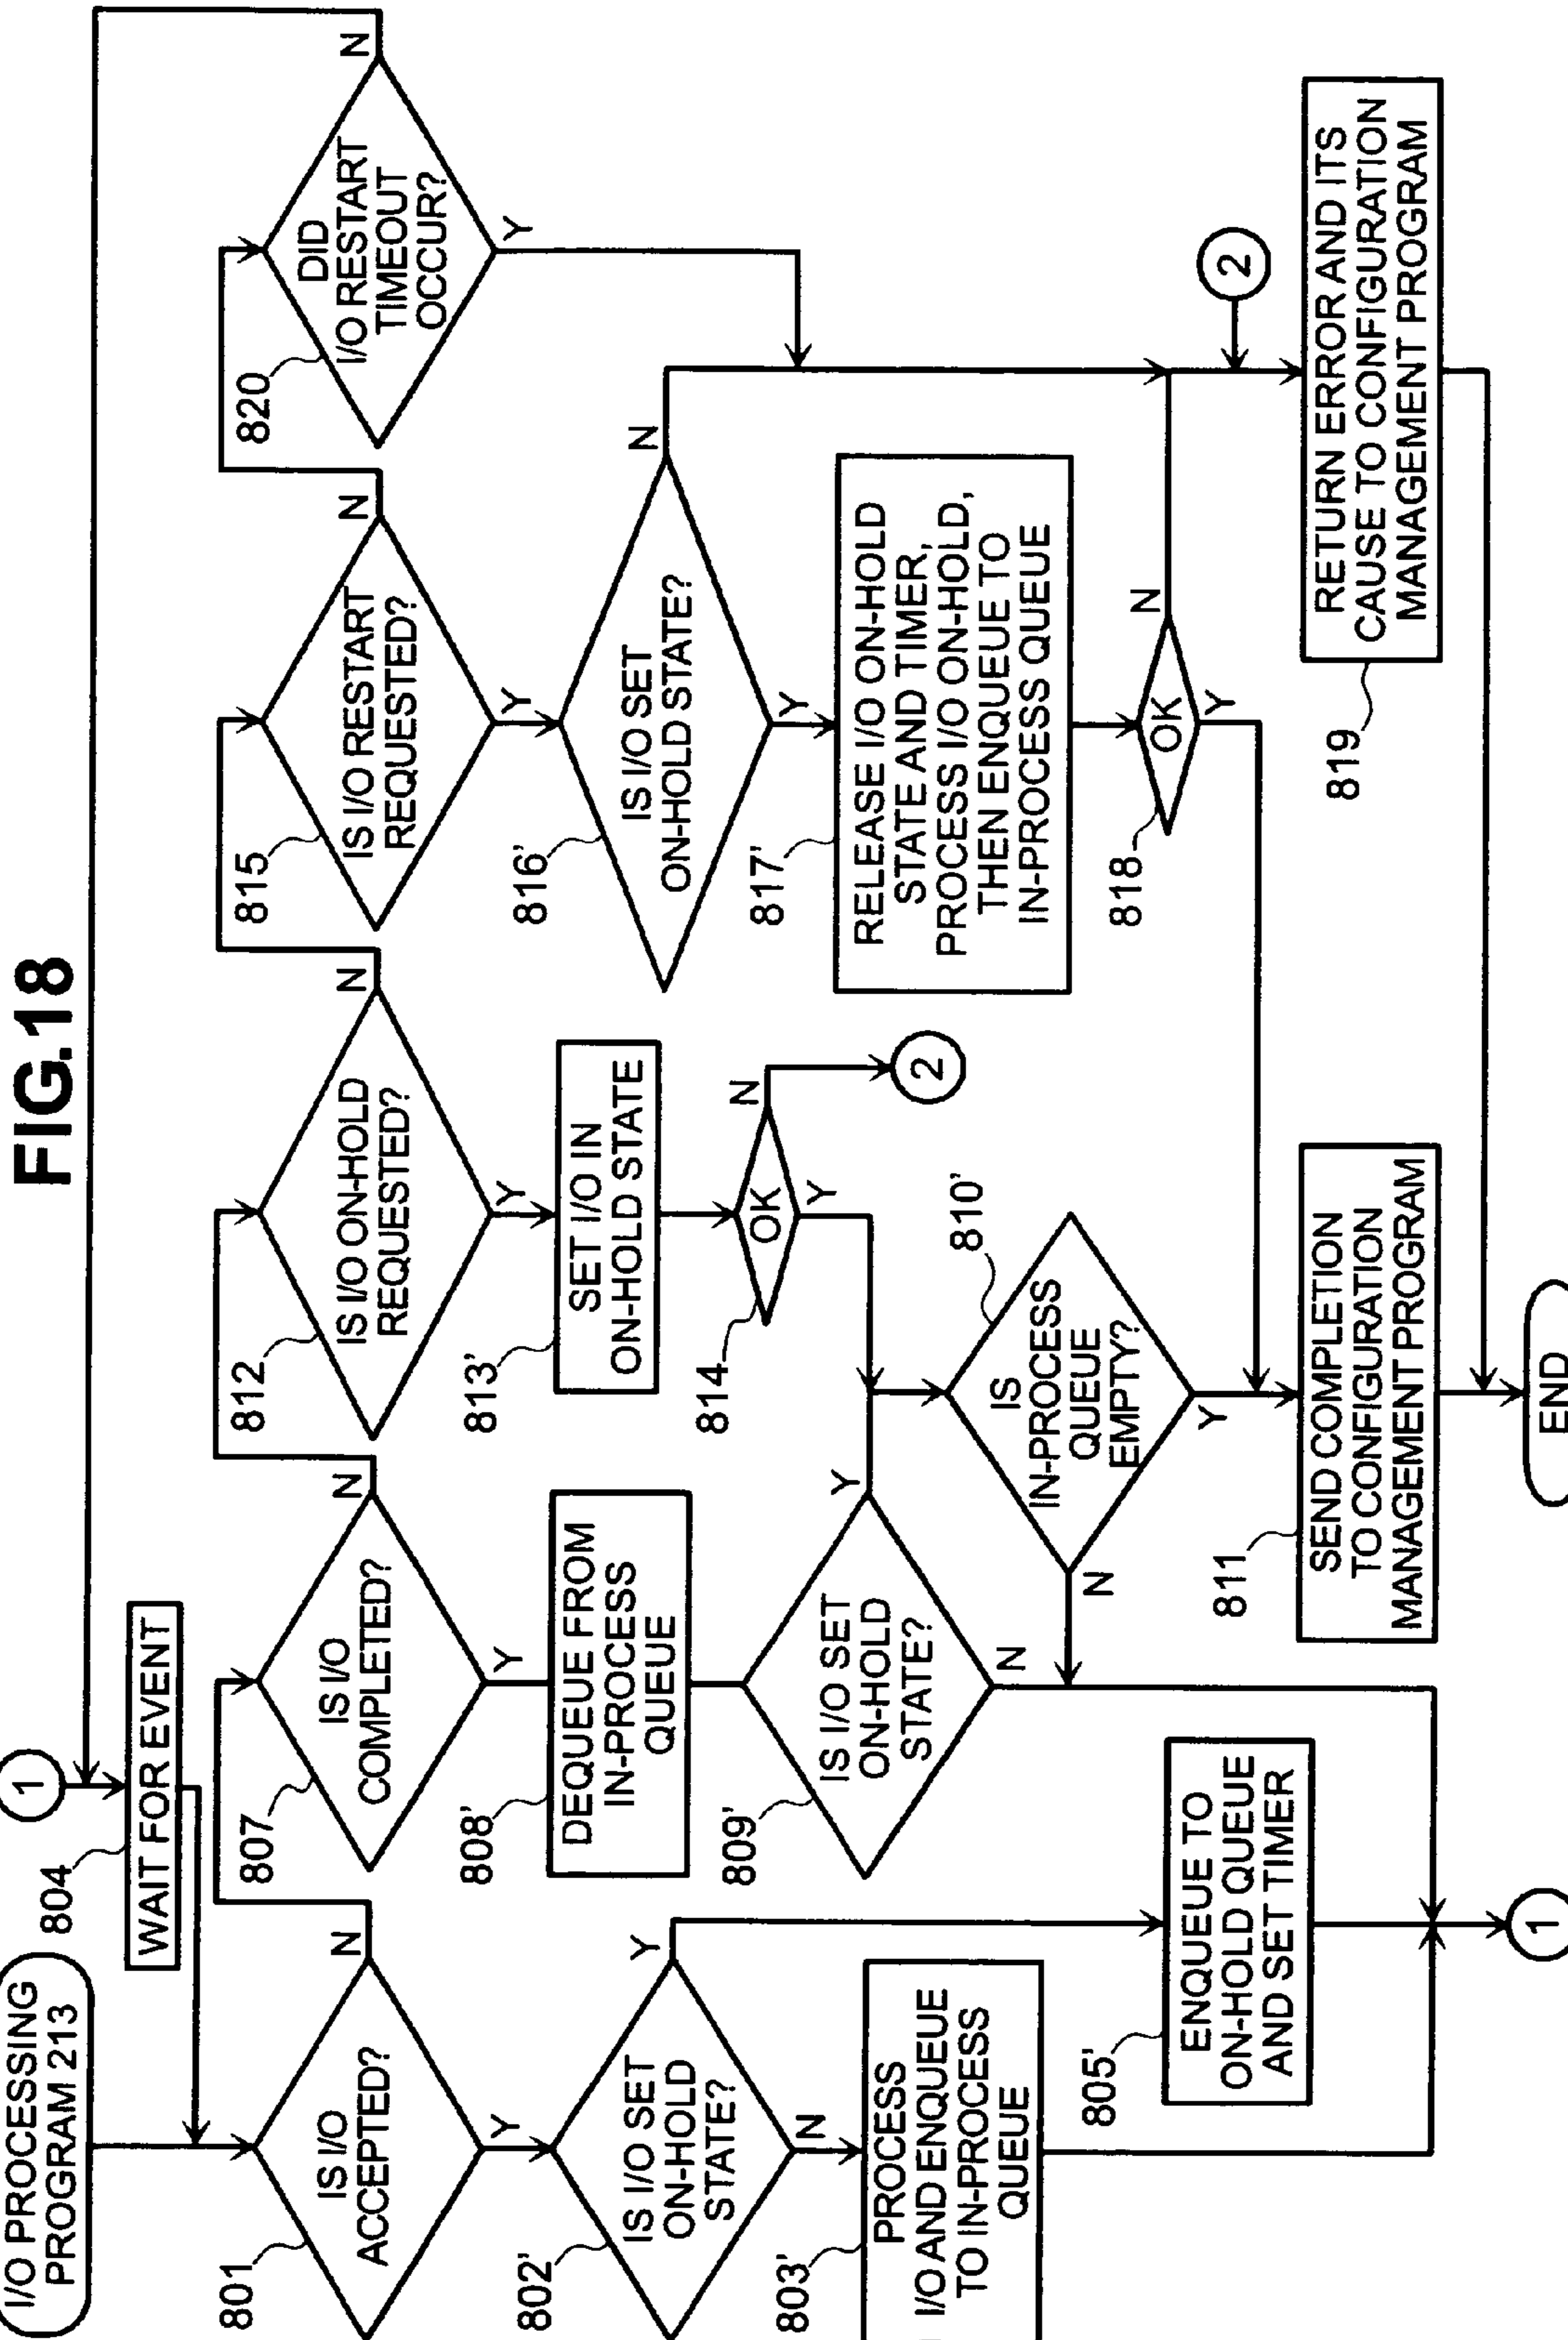 FIG.18
I/O PROCESSING
PROGRAM 213
1
804
WAIT FOR EVENT
801
IS I/O
ACCEPTED?
N
Y
802'
IS I/O SET
ON-HOLD
STATE?
Y
N
803'
PROCESS
I/O AND ENQUEUE
TO IN-PROCESS
QUEUE
805'
ENQUEUE TO
ON-HOLD QUEUE
AND SET TIMER
1
807
IS I/O
COMPLETED?
N
Y
808'
DEQUEUE FROM
IN-PROCESS
QUEUE
809'
IS I/O SET
ON-HOLD
STATE?
Y
N
812
IS I/O ON-HOLD
REQUESTED?
N
Y
813'
SET I/O IN
ON-HOLD STATE
814
OK
N
Y
2
810'
IS
IN-PROCESS
QUEUE
EMPTY?
N
Y
811
SEND COMPLETION
TO CONFIGURATION
MANAGEMENT PROGRAM
END
815
IS I/O RESTART
REQUESTED?
N
Y
816'
IS I/O SET
ON-HOLD STATE?
N
Y
817'
RELEASE I/O ON-HOLD
STATE AND TIMER,
PROCESS I/O ON-HOLD,
THEN ENQUEUE TO
IN-PROCESS QUEUE
818
OK
N
Y
820
DID
I/O RESTART
TIMEOUT
OCCUR?
N
Y
2
819
RETURN ERROR AND ITS
CAUSE TO CONFIGURATION
MANAGEMENT PROGRAM